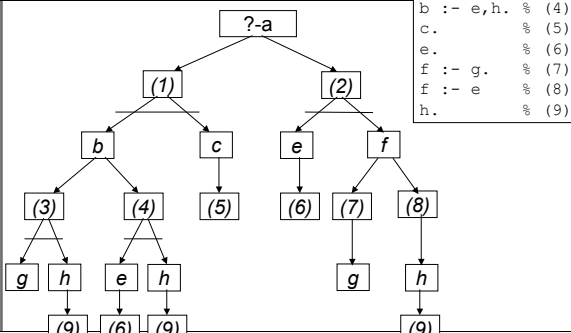 ?-a
b :- e,h. % (4)
c. % (5)
e. % (6)
f :- g. % (7)
f :- e % (8)
h. % (9)
(1) (2)
b c e f
(3) (4) (5) (6) (7) (8)
g h e h g h
(9) (6) (9) (9)